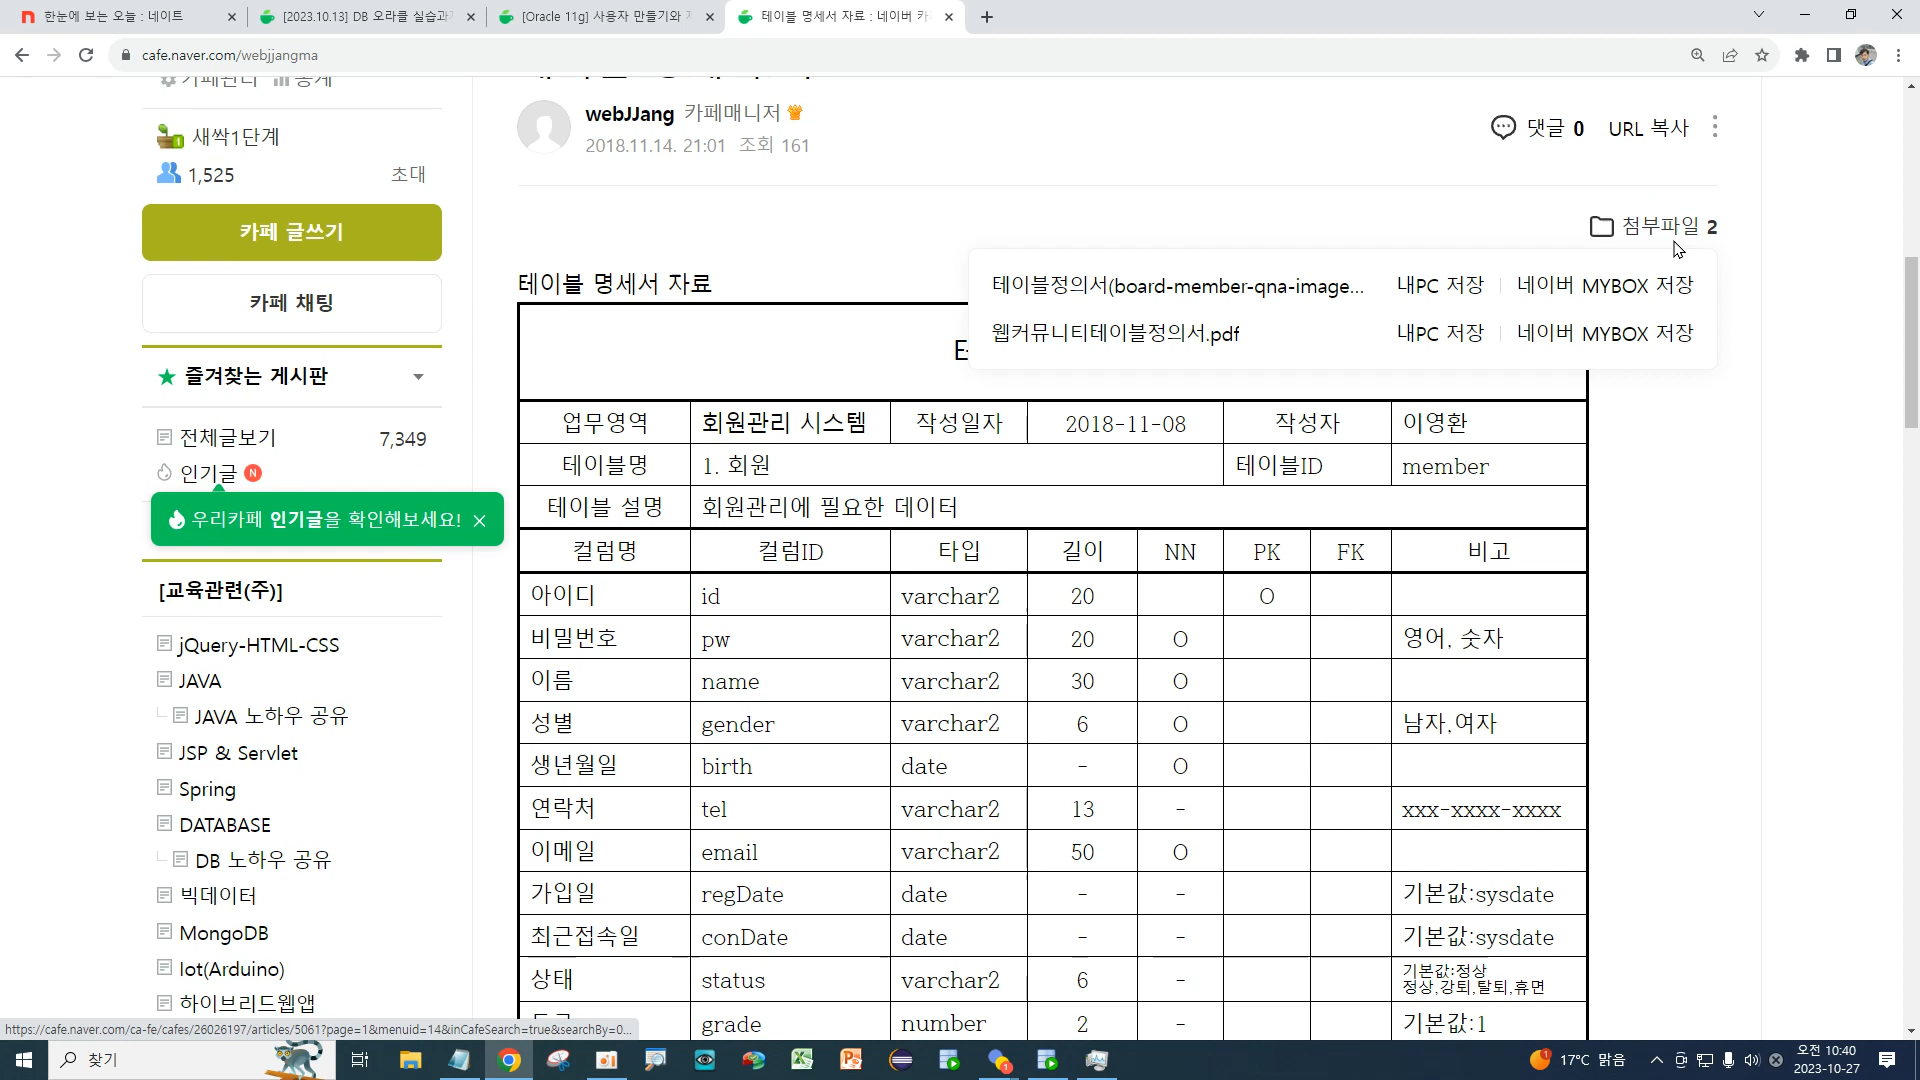 한눈에 보는 오늘 : 네이트
[2023.10.13] DB 오라클 실습과
[Oracle 11g] 사용자 만들기와
테이블 명세서 자료 : 네이버 카
cafe.naver.com/webjjangma
카페관리 통계
새싹1단계
1,525 초대
카페 글쓰기
카페 채팅
즐겨찾는 게시판
전체글보기 7,349
인기글 N
우리카페 인기글을 확인해보세요!
[교육관련(주)]
jQuery-HTML-CSS
JAVA
JAVA 노하우 공유
JSP & Servlet
Spring
DATABASE
DB 노하우 공유
빅데이터
MongoDB
Iot(Arduino)
하이브리드웹앱
webJJang 카페매니저
2018.11.14. 21:01 조회 161
댓글 0 URL 복사
첨부파일 2
테이블정의서(board-member-qna-image... 내PC 저장 네이버 MYBOX 저장
웹커뮤니티테이블정의서.pdf 내PC 저장 네이버 MYBOX 저장
테이블 명세서 자료
업무영역 회원관리 시스템 작성일자 2018-11-08 작성자 이영환
테이블명 1. 회원 테이블ID member
테이블 설명 회원관리에 필요한 데이터
컬럼명 컬럼ID 타입 길이 NN PK FK 비고
아이디 id varchar2 20 O
비밀번호 pw varchar2 20 O 영어, 숫자
이름 name varchar2 30 O
성별 gender varchar2 6 O 남자,여자
생년월일 birth date - O
연락처 tel varchar2 13 - xxx-xxxx-xxxx
이메일 email varchar2 50 O
가입일 regDate date - - 기본값:sysdate
최근접속일 conDate date - - 기본값:sysdate
상태 status varchar2 6 - 기본값:정상
정상,강퇴,탈퇴,휴면
grade number 2 - 기본값:1
https://cafe.naver.com/ca-fe/cafes/26026197/articles/5061?page=1&menuid=14&inCafeSearch=true&searchBy=0...
찾기
17°C 맑음
오전 10:40
2023-10-27